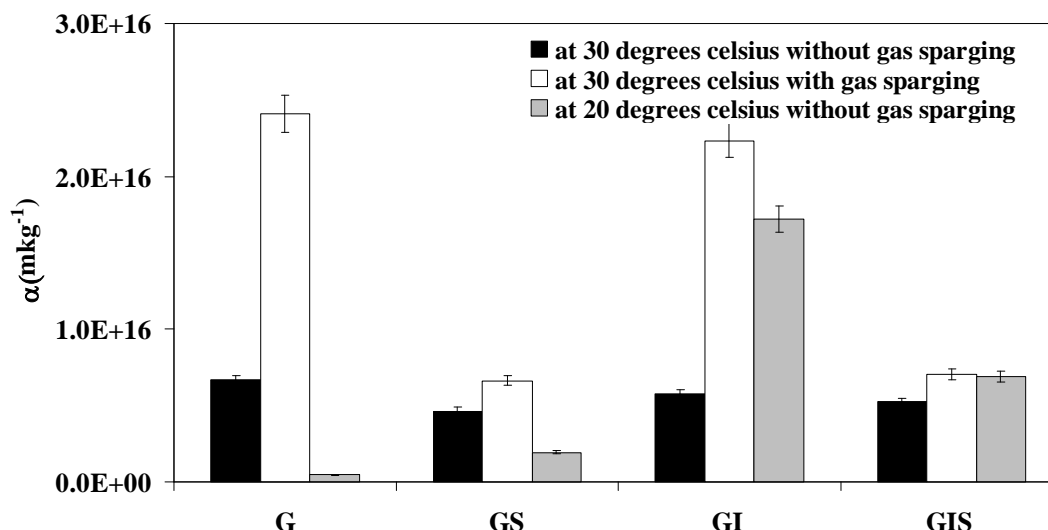 3.0E+16
at 30 degrees celsius without gas sparging
at 30 degrees celsius with gas sparging
at 20 degrees celsius without gas sparging
2.0E+16
α(mkg-1)
1.0E+16
0.0E+00
G GS GI GIS